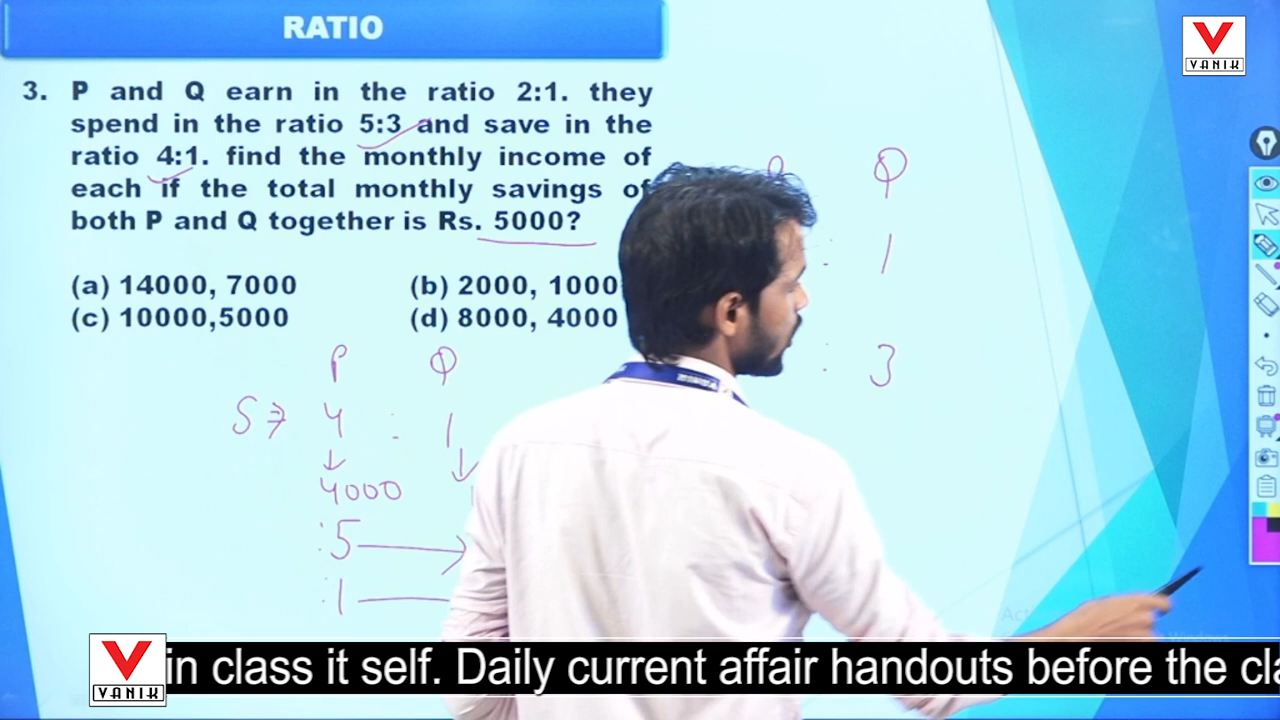 RATIO
VANIK
3. P and Q earn in the ratio 2:1. they
spend in the ratio 5:3 and save in the
ratio 4:1. find the monthly income of
each if the total monthly savings of
both P and Q together is Rs. 5000?
(a) 14000, 7000 (b) 2000, 1000
(c) 10000,5000 (d) 8000, 4000
Q
: 1
: 3
P Q
S⇒ 4 : 1
4000
:5
:1
VANIK
in class it self. Daily current affair handouts before the cla